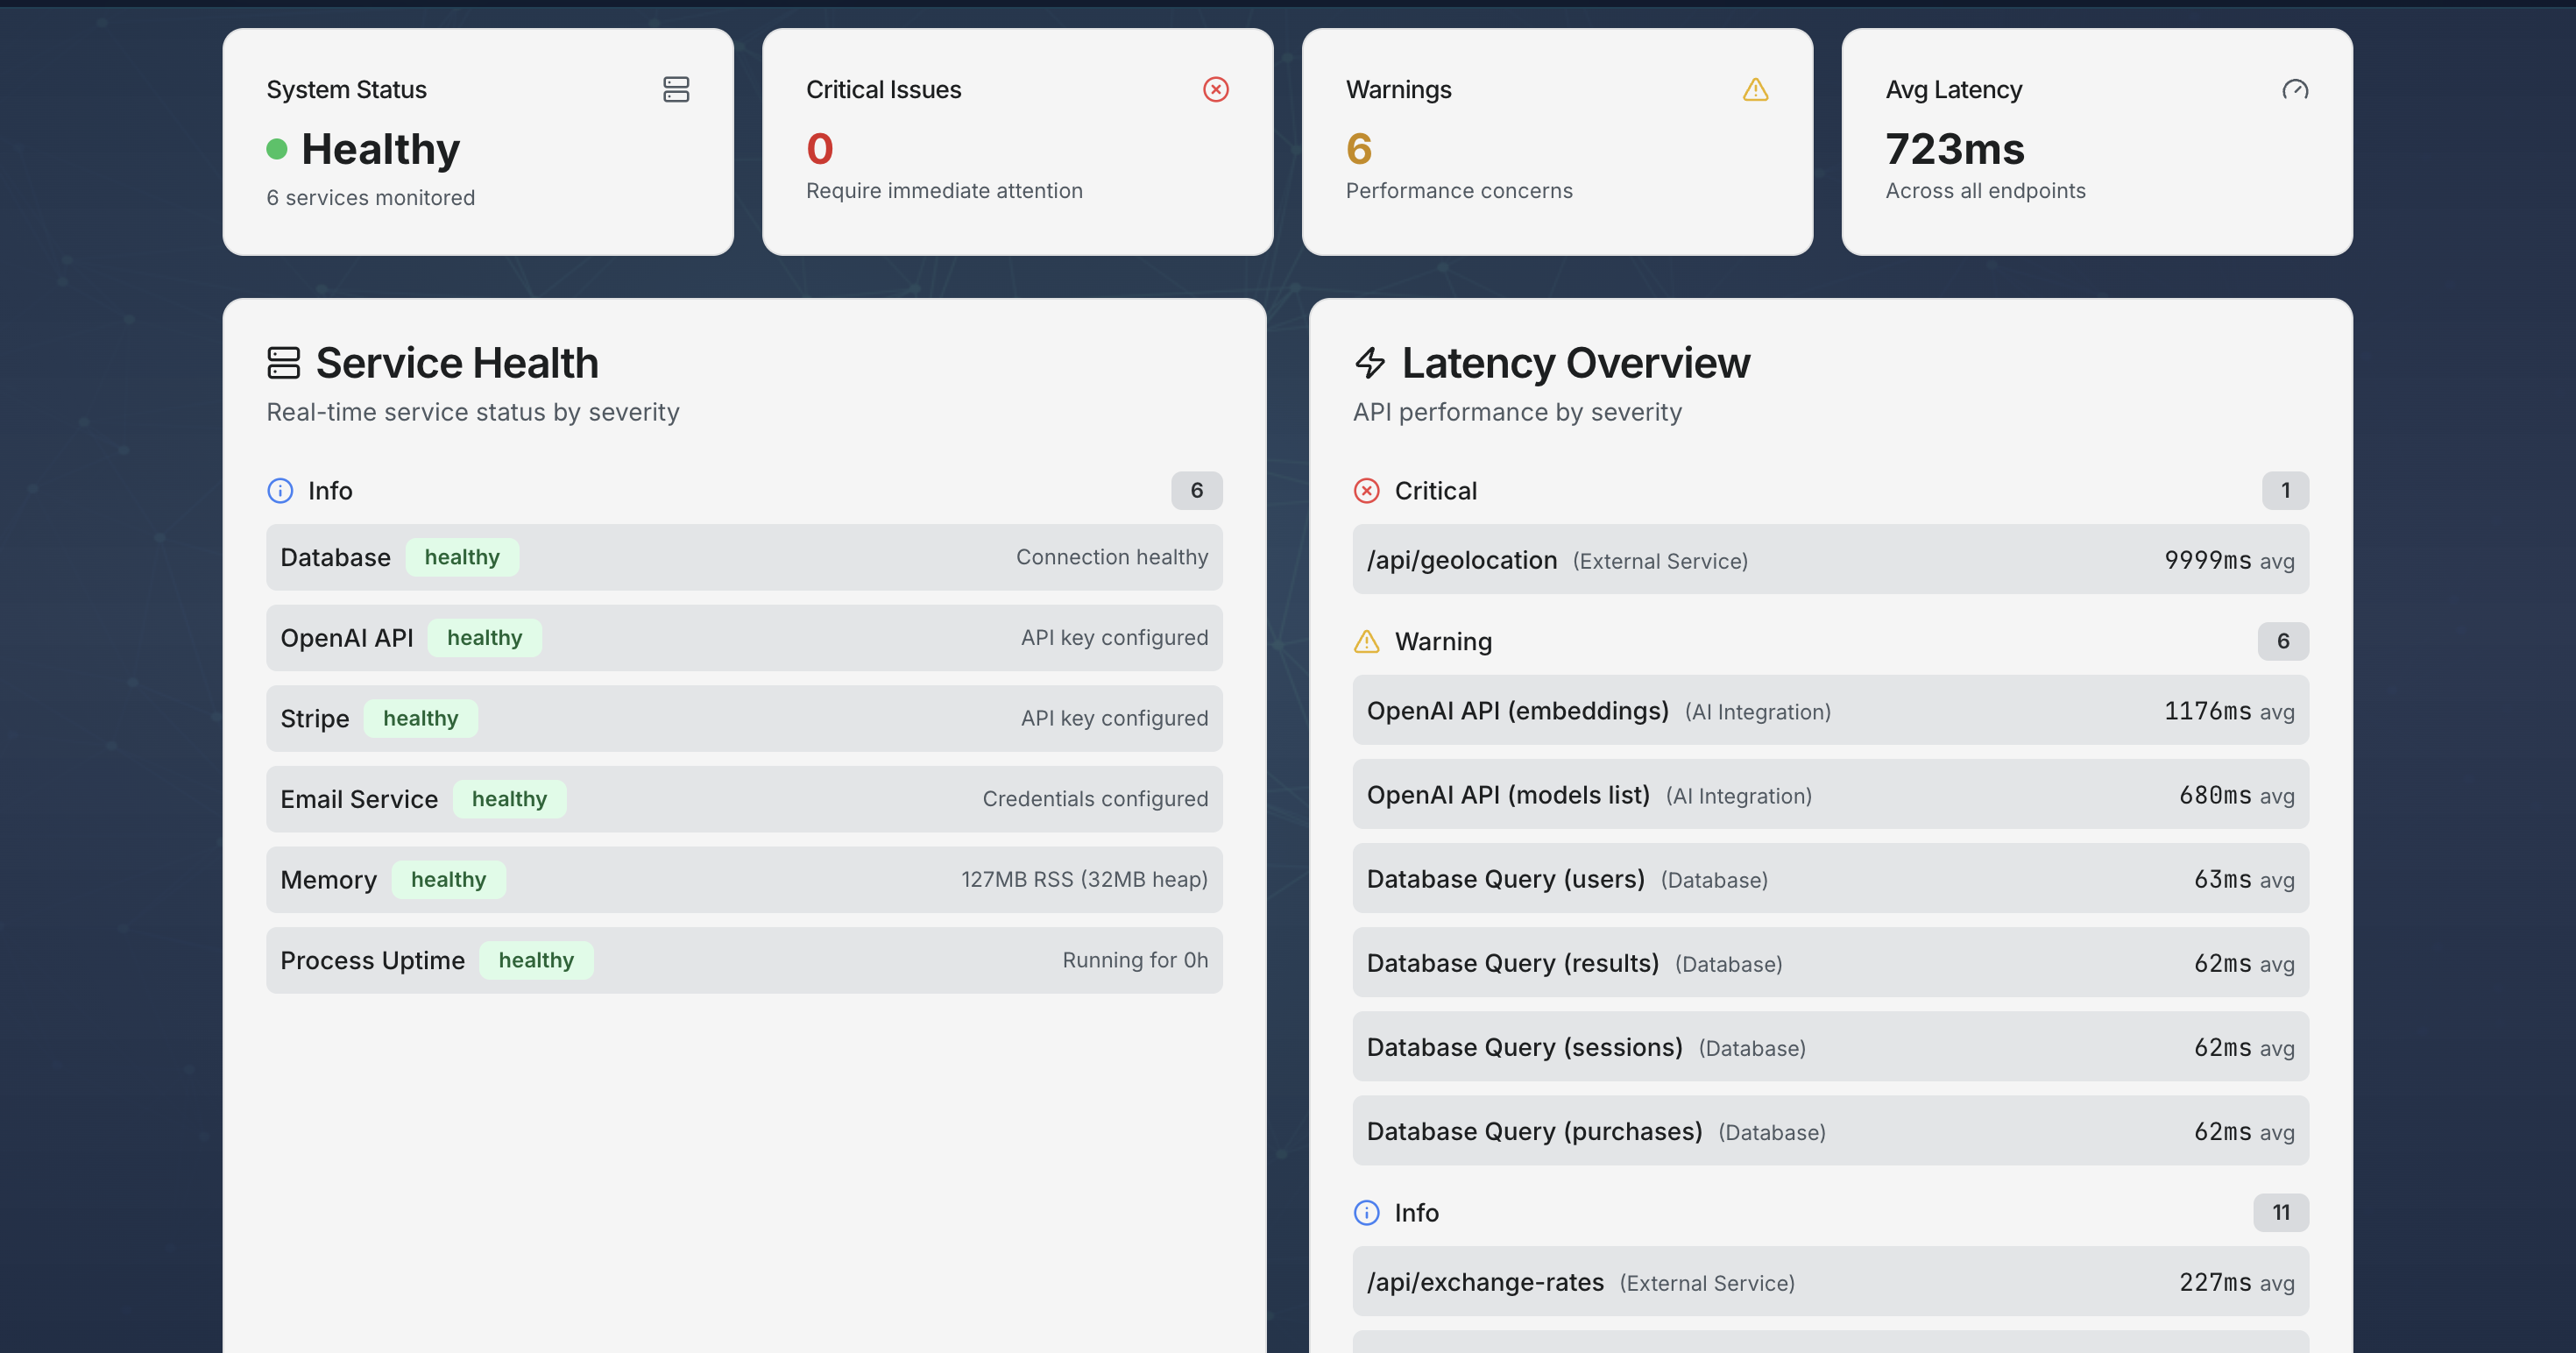 System Status
Healthy
6 services monitored
Critical Issues
0
Require immediate attention
Warnings
6
Performance concerns
Avg Latency
723ms
Across all endpoints
Service Health
Real-time service status by severity
Info 6
Database healthy Connection healthy
OpenAI API healthy API key configured
Stripe healthy API key configured
Email Service healthy Credentials configured
Memory healthy 127MB RSS (32MB heap)
Process Uptime healthy Running for 0h
Latency Overview
API performance by severity
Critical 1
/api/geolocation (External Service) 9999ms avg
Warning 6
OpenAI API (embeddings) (AI Integration) 1176ms avg
OpenAI API (models list) (AI Integration) 680ms avg
Database Query (users) (Database) 63ms avg
Database Query (results) (Database) 62ms avg
Database Query (sessions) (Database) 62ms avg
Database Query (purchases) (Database) 62ms avg
Info 11
/api/exchange-rates (External Service) 227ms avg